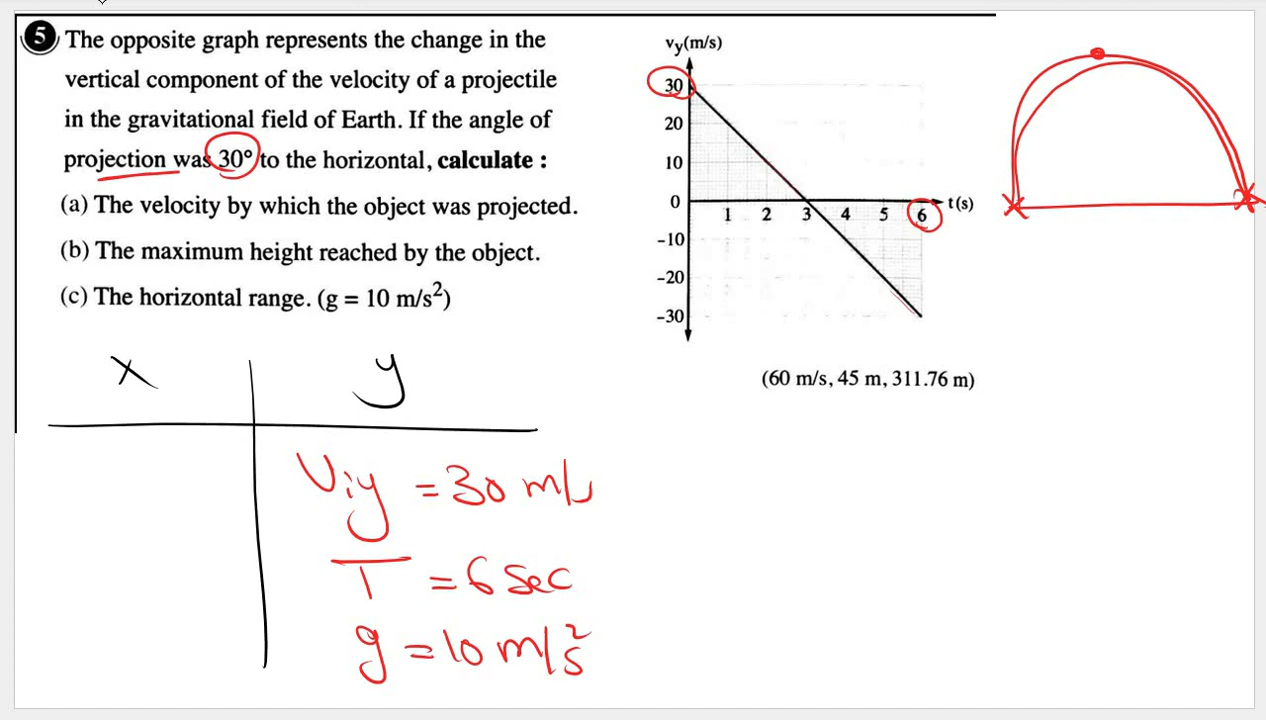 5 The opposite graph represents the change in the
vertical component of the velocity of a projectile
in the gravitational field of Earth. If the angle of
projection was 30° to the horizontal, calculate :
(a) The velocity by which the object was projected.
(b) The maximum height reached by the object.
(c) The horizontal range. (g = 10 m/s²)
vy(m/s)
30
20
10
0
-10
-20
-30
1 2 3 4 5 6 t(s)
(60 m/s, 45 m, 311.76 m)
x y
Viy = 30 m/s
T = 6 Sec
g = 10 m/s²